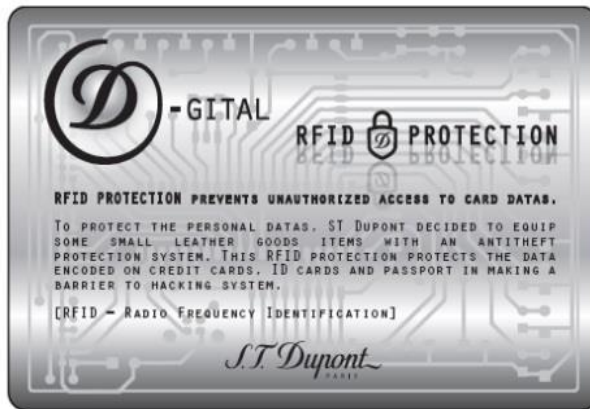 D-GITAL
RFID D PROTECTION
RFID PROTECTION PREVENTS UNAUTHORIZED ACCESS TO CARD DATAS.
TO PROTECT THE PERSONAL DATAS, ST DUPONT DECIDED TO EQUIP
SOME SMALL LEATHER GOODS ITEMS WITH AN ANTITHEFT
PROTECTION SYSTEM. THIS RFID PROTECTION PROTECTS THE DATA
ENCODED ON CREDIT CARDS, ID CARDS AND PASSPORT IN MAKING A
BARRIER TO HACKING SYSTEM.
[RFID – RADIO FREQUENCY IDENTIFICATION]
S.T. Dupont
PARIS